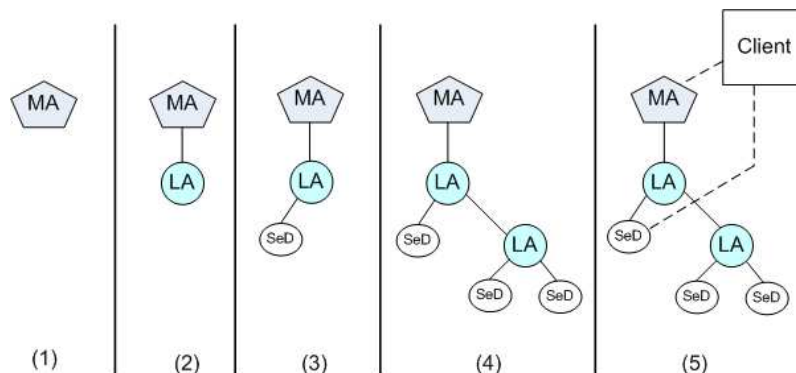 Client
MA
MA
MA
MA
MA
LA
LA
LA
LA
SeD
SeD
SeD
LA
LA
SeD
SeD
SeD
SeD
(1)
(2)
(3)
(4)
(5)